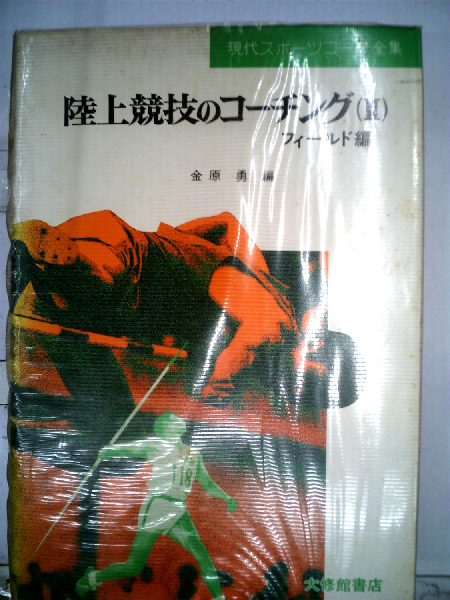 現代スポーツコーチ全集
陸上競技のコーチング(II)
フィールド編
金原 勇 編
118
大修館書店